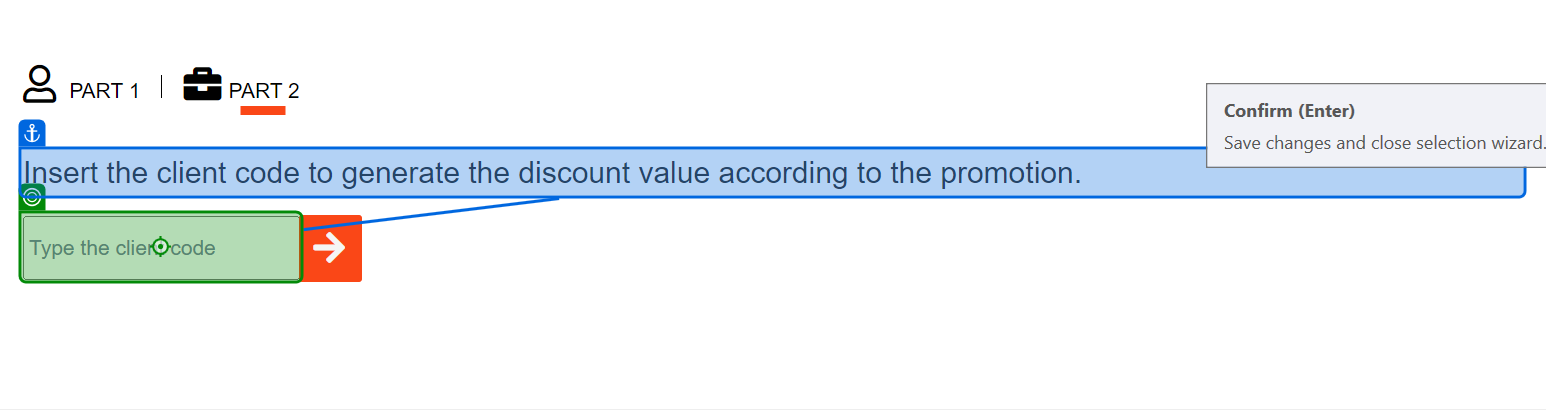 PART 1 | PART 2
Confirm (Enter)
Save changes and close selection wizard.
Insert the client code to generate the discount value according to the promotion.
Type the client code